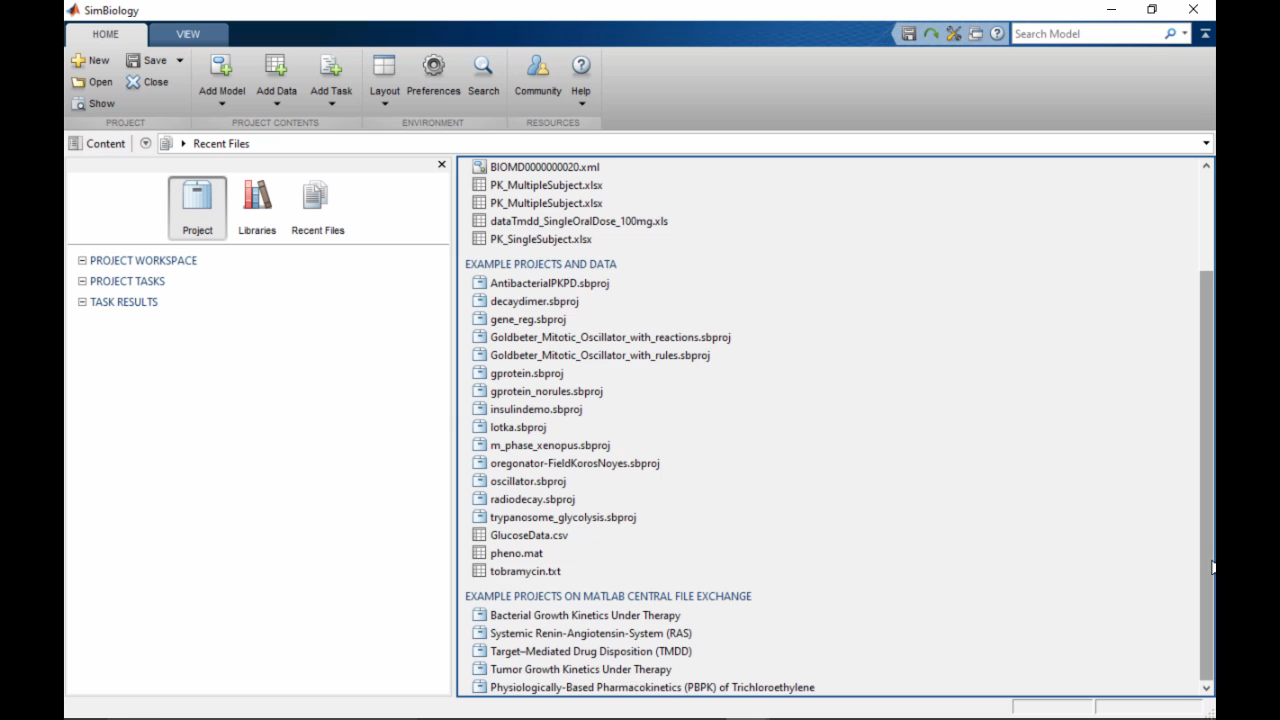 SimBiology
HOME VIEW
Search Model
New Save
Open Close
Show
Add Model Add Data Add Task
Layout Preferences Search
Community Help
PROJECT PROJECT CONTENTS ENVIRONMENT RESOURCES
Content Recent Files
Project Libraries Recent Files
PROJECT WORKSPACE
PROJECT TASKS
TASK RESULTS
BIOMD0000000020.xml
PK_MultipleSubject.xlsx
PK_MultipleSubject.xlsx
dataTmdd_SingleOralDose_100mg.xls
PK_SingleSubject.xlsx
EXAMPLE PROJECTS AND DATA
AntibacterialPKPD.sbproj
decaydimer.sbproj
gene_reg.sbproj
Goldbeter_Mitotic_Oscillator_with_reactions.sbproj
Goldbeter_Mitotic_Oscillator_with_rules.sbproj
gprotein.sbproj
gprotein_norules.sbproj
insulindemo.sbproj
lotka.sbproj
m_phase_xenopus.sbproj
oregonator-FieldKorosNoyes.sbproj
oscillator.sbproj
radiodecay.sbproj
trypanosome_glycolysis.sbproj
GlucoseData.csv
pheno.mat
tobramycin.txt
EXAMPLE PROJECTS ON MATLAB CENTRAL FILE EXCHANGE
Bacterial Growth Kinetics Under Therapy
Systemic Renin-Angiotensin-System (RAS)
Target–Mediated Drug Disposition (TMDD)
Tumor Growth Kinetics Under Therapy
Physiologically-Based Pharmacokinetics (PBPK) of Trichloroethylene